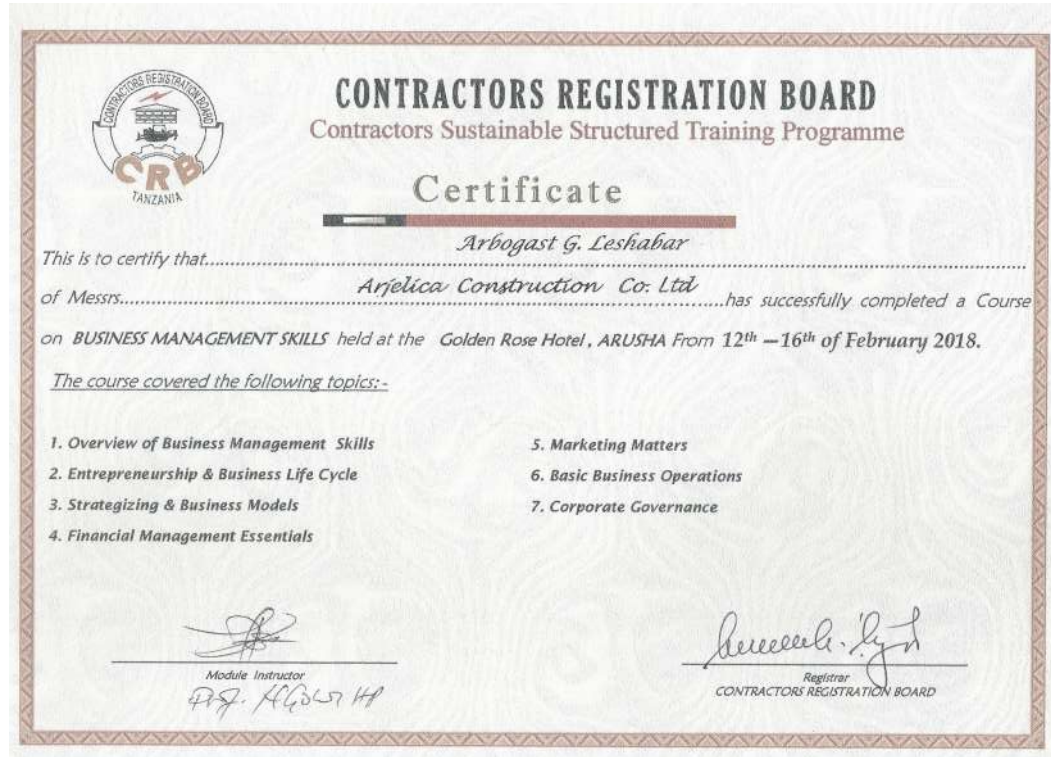 CONTRACTORS REGISTRATION BOARD
CRB
TANZANIA
CONTRACTORS REGISTRATION BOARD
Contractors Sustainable Structured Training Programme
Certificate
This is to certify that.......... Arbogast G. Leshabar
of Messrs.......... Arjelica Construction Co. Ltd ..........has successfully completed a Course
on BUSINESS MANAGEMENT SKILLS held at the Golden Rose Hotel, ARUSHA From 12th – 16th of February 2018.
The course covered the following topics:-
1. Overview of Business Management Skills
2. Entrepreneurship & Business Life Cycle
3. Strategizing & Business Models
4. Financial Management Essentials
5. Marketing Matters
6. Basic Business Operations
7. Corporate Governance
Module Instructor
Registrar
CONTRACTORS REGISTRATION BOARD